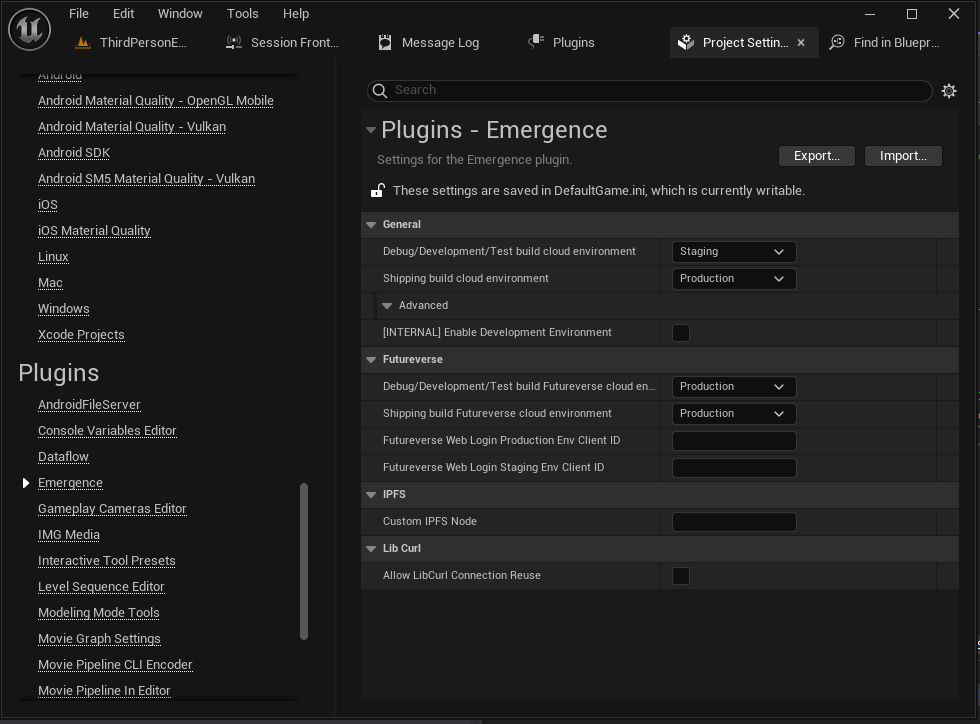 File Edit Window Tools Help
ThirdPersonE... Session Front... Message Log Plugins Project Settin... Find in Bluepr...
Android
Android Material Quality - OpenGL Mobile
Android Material Quality - Vulkan
Android SDK
Android SM5 Material Quality - Vulkan
iOS
iOS Material Quality
Linux
Mac
Windows
Xcode Projects
Plugins
AndroidFileServer
Console Variables Editor
Dataflow
Emergence
Gameplay Cameras Editor
IMG Media
Interactive Tool Presets
Level Sequence Editor
Modeling Mode Tools
Movie Graph Settings
Movie Pipeline CLI Encoder
Movie Pipeline In Editor
Search
Plugins - Emergence
Settings for the Emergence plugin.
Export... Import...
These settings are saved in DefaultGame.ini, which is currently writable.
General
Debug/Development/Test build cloud environment Staging
Shipping build cloud environment Production
Advanced
[INTERNAL] Enable Development Environment
Futureverse
Debug/Development/Test build Futureverse cloud en... Production
Shipping build Futureverse cloud environment Production
Futureverse Web Login Production Env Client ID
Futureverse Web Login Staging Env Client ID
IPFS
Custom IPFS Node
Lib Curl
Allow LibCurl Connection Reuse